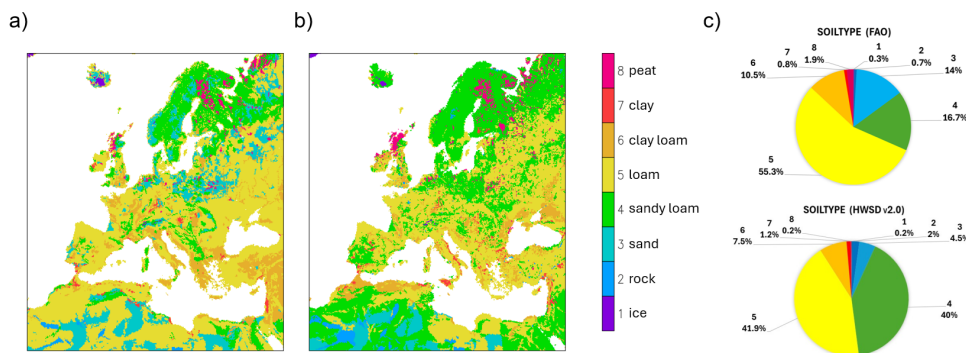 a)
b)
c)
8 peat
7 clay
6 clay loam
5 loam
4 sandy loam
3 sand
2 rock
1 ice
SOILTYPE (FAO)
1
0.3%
2
0.7%
3
14%
4
16.7%
5
55.3%
6
10.5%
7
0.8%
8
1.9%
SOILTYPE (HWSD v2.0)
1
0.2%
2
2%
3
4.5%
4
40%
5
41.9%
6
7.5%
7
1.2%
8
0.2%